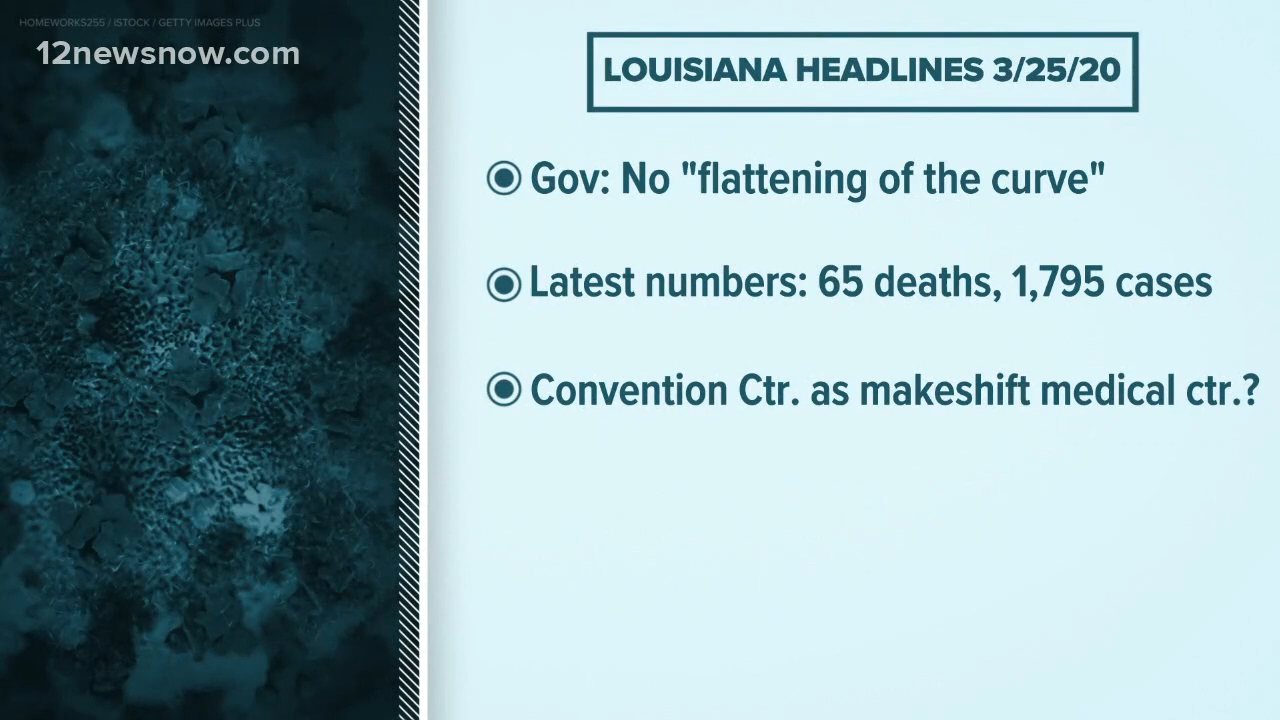 HOMEWORKS255 / ISTOCK / GETTY IMAGES PLUS
12newsnow.com
LOUISIANA HEADLINES 3/25/20
Gov: No "flattening of the curve"
Latest numbers: 65 deaths, 1,795 cases
Convention Ctr. as makeshift medical ctr.?